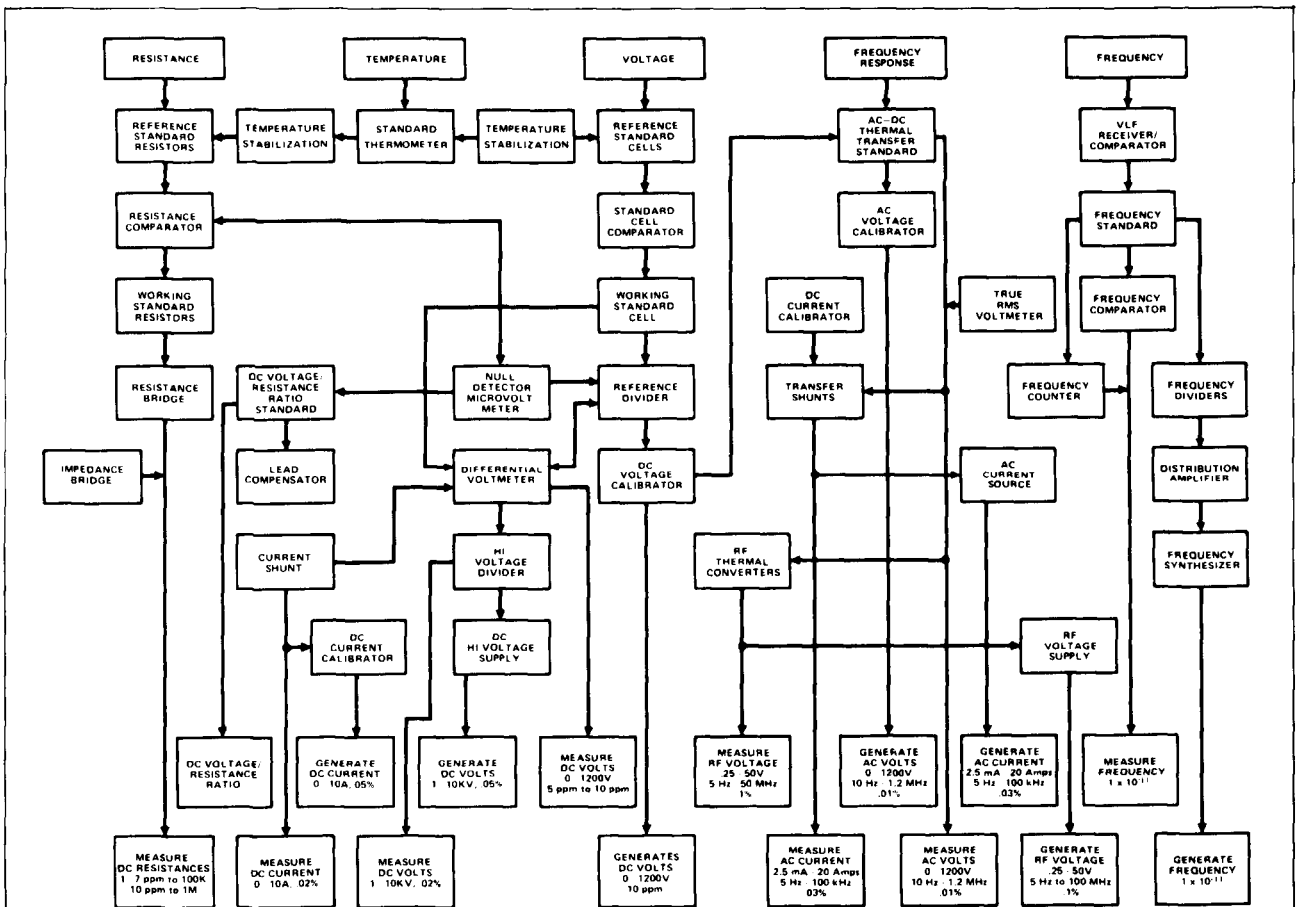 RESISTANCE
TEMPERATURE
VOLTAGE
FREQUENCY
RESPONSE
FREQUENCY
REFERENCE
STANDARD
RESISTORS
TEMPERATURE
STABILIZATION
STANDARD
THERMOMETER
TEMPERATURE
STABILIZATION
REFERENCE
STANDARD
CELLS
AC-DC
THERMAL
TRANSFER
STANDARD
VLF
RECEIVER/
COMPARATOR
RESISTANCE
COMPARATOR
STANDARD
CELL
COMPARATOR
AC
VOLTAGE
CALIBRATOR
FREQUENCY
STANDARD
WORKING
STANDARD
RESISTORS
WORKING
STANDARD
CELL
DC
CURRENT
CALIBRATOR
TRUE
RMS
VOLTMETER
FREQUENCY
COMPARATOR
RESISTANCE
BRIDGE
DC VOLTAGE/
RESISTANCE
RATIO
STANDARD
NULL
DETECTOR
MICROVOLT
METER
REFERENCE
DIVIDER
TRANSFER
SHUNTS
FREQUENCY
COUNTER
FREQUENCY
DIVIDERS
IMPEDANCE
BRIDGE
LEAD
COMPENSATOR
DIFFERENTIAL
VOLTMETER
DC
VOLTAGE
CALIBRATOR
AC
CURRENT
SOURCE
DISTRIBUTION
AMPLIFIER
CURRENT
SHUNT
HI
VOLTAGE
DIVIDER
RF
THERMAL
CONVERTERS
FREQUENCY
SYNTHESIZER
DC
CURRENT
CALIBRATOR
DC
HI VOLTAGE
SUPPLY
RF
VOLTAGE
SUPPLY
DC VOLTAGE/
RESISTANCE
RATIO
GENERATE
DC CURRENT
0 - 10A, .05%
GENERATE
DC VOLTS
1 - 10KV, .05%
MEASURE
DC VOLTS
0 - 1200V
5 ppm to 10 ppm
MEASURE
RF VOLTAGE
.25 - 50V
5 Hz - 50 MHz
1%
GENERATE
AC VOLTS
0 - 1200V
10 Hz - 1.2 MHz
.01%
GENERATE
AC CURRENT
2.5 mA - 20 Amps
5 Hz - 100 kHz
.03%
MEASURE
FREQUENCY
1 x 10⁻¹¹
MEASURE
DC RESISTANCES
1 - 7 ppm to 100K
10 ppm to 1M
MEASURE
DC CURRENT
0 - 10A, .02%
MEASURE
DC VOLTS
1 - 10KV, .02%
GENERATES
DC VOLTS
0 - 1200V
10 ppm
MEASURE
AC CURRENT
2.5 mA - 20 Amps
5 Hz - 100 kHz
.03%
MEASURE
AC VOLTS
0 - 1200V
10 Hz - 1.2 MHz
.01%
GENERATE
RF VOLTAGE
.25 - 50V
5 Hz to 100 MHz
.1%
GENERATE
FREQUENCY
1 x 10⁻¹¹